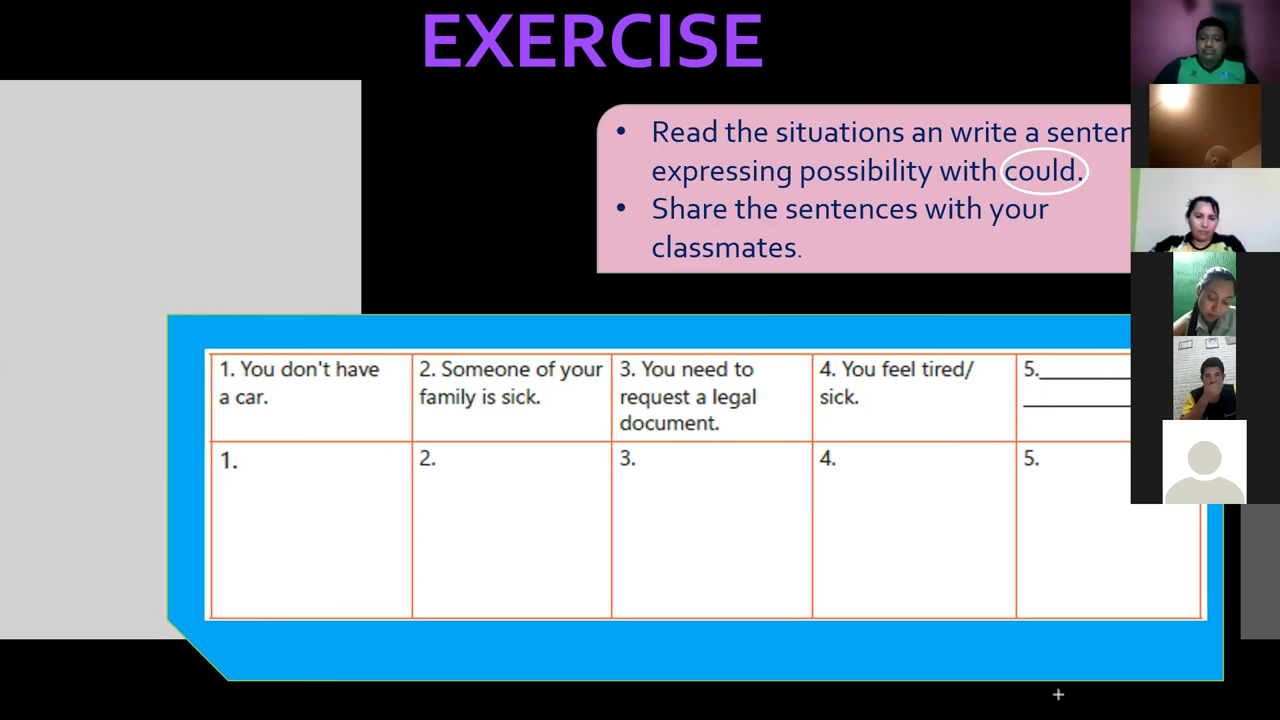 EXERCISE
• Read the situations an write a senten
expressing possibility with could.
• Share the sentences with your
classmates.
1. You don't have
a car.
2. Someone of your
family is sick.
3. You need to
request a legal
document.
4. You feel tired/
sick.
5.
1.
2.
3.
4.
5.